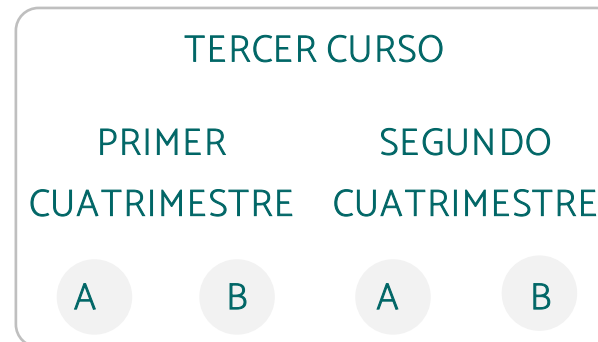 TERCER CURSO
PRIMER
CUATRIMESTRE
SEGUNDO
CUATRIMESTRE
A
B
A
B